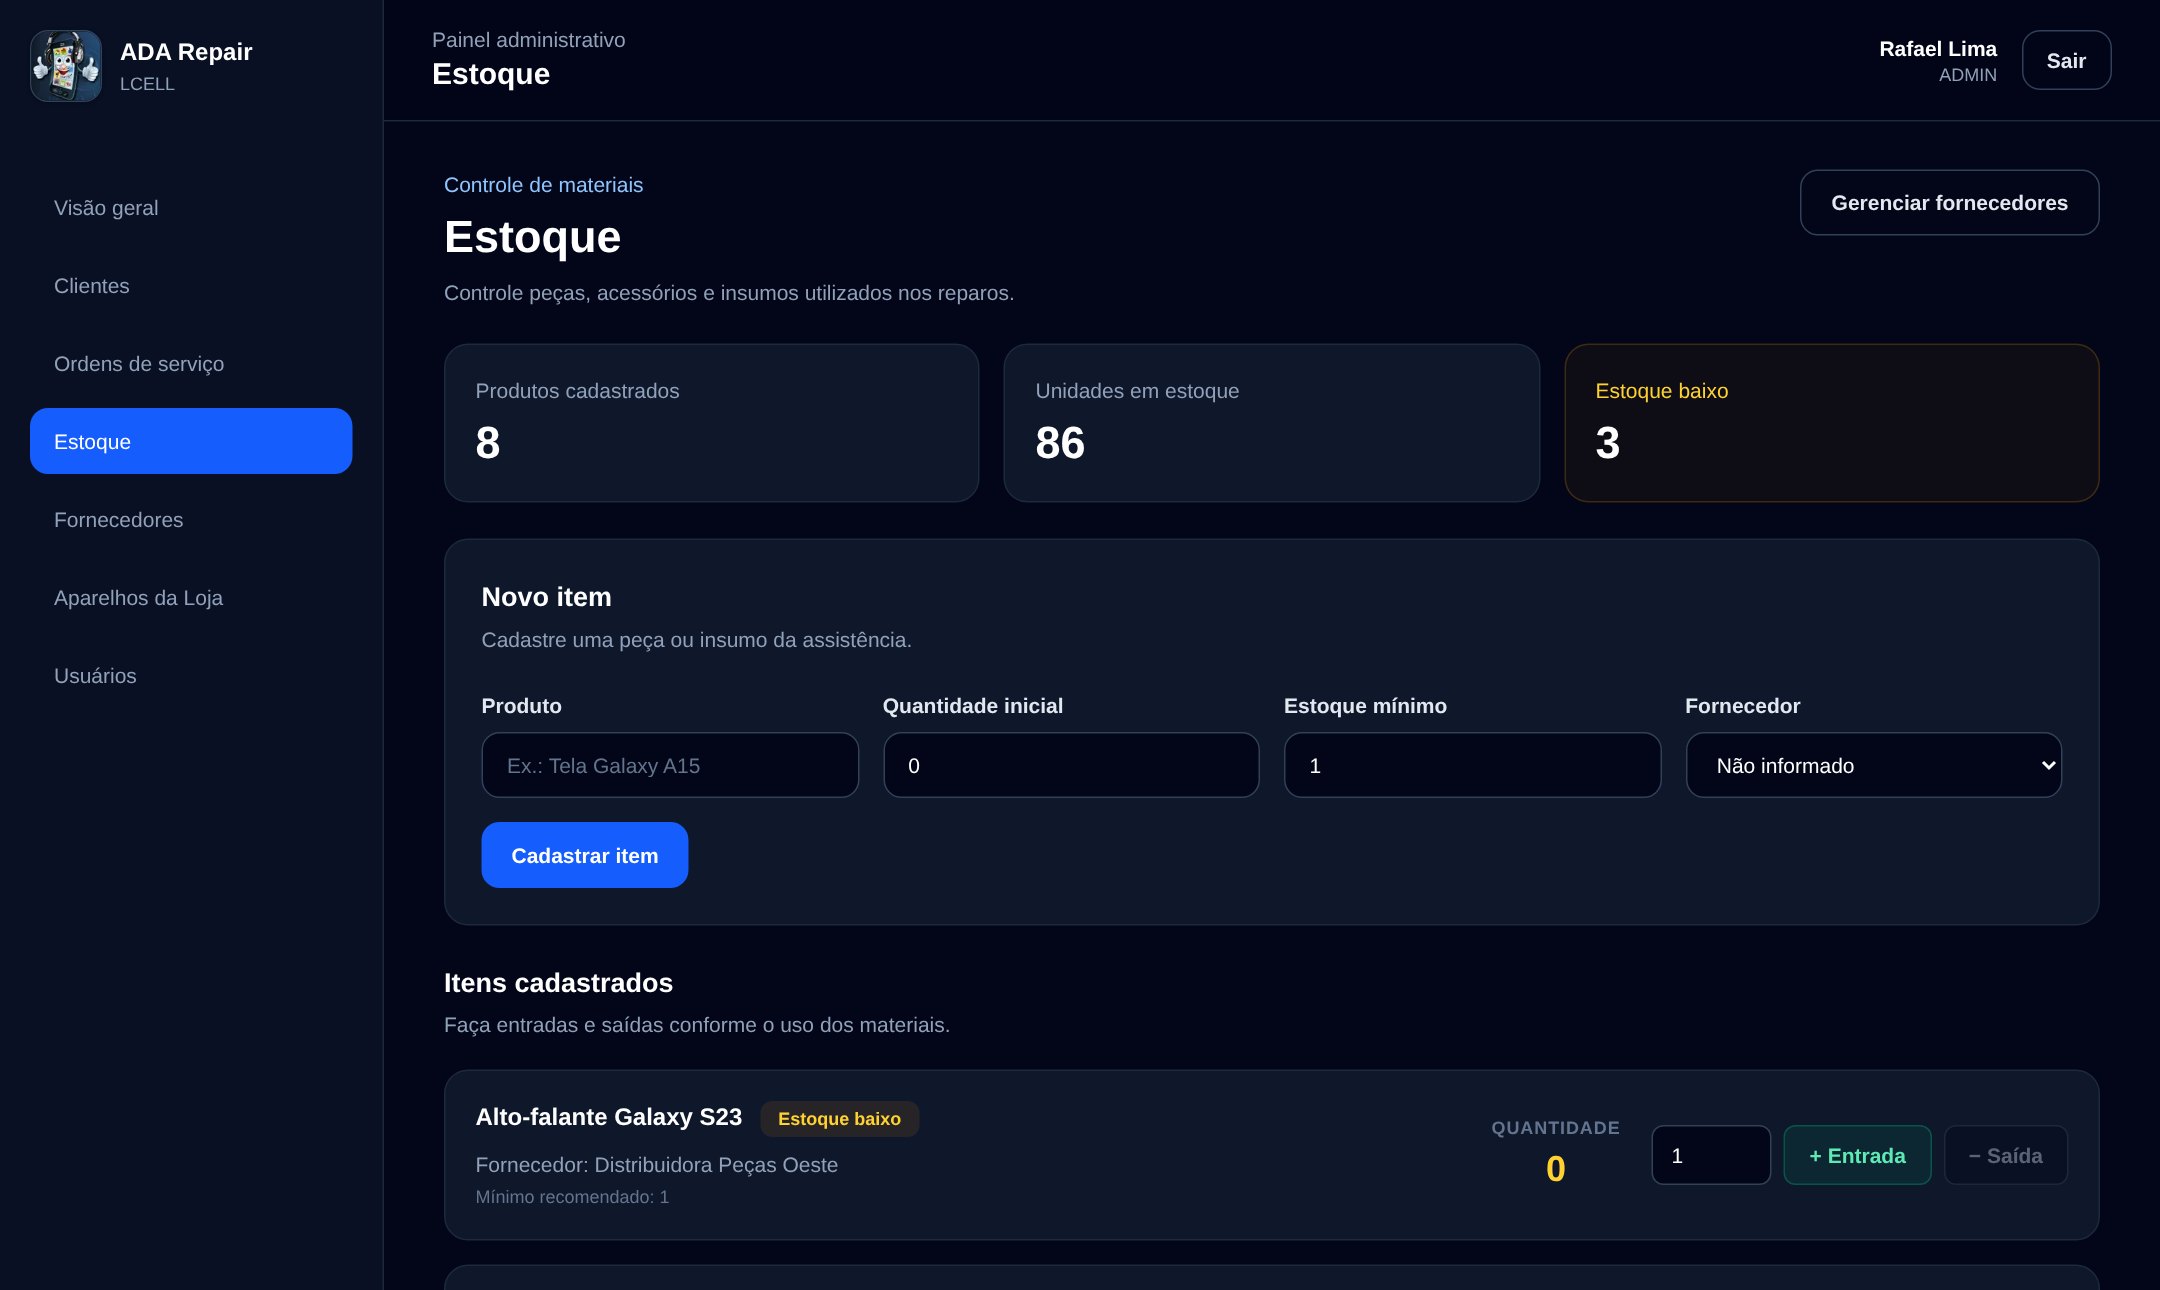 ADA Repair
LCELL
Visão geral
Clientes
Ordens de serviço
Estoque
Fornecedores
Aparelhos da Loja
Usuários
Painel administrativo
Estoque
Rafael Lima
ADMIN
Sair
Controle de materiais
Estoque
Controle peças, acessórios e insumos utilizados nos reparos.
Gerenciar fornecedores
Produtos cadastrados
8
Unidades em estoque
86
Estoque baixo
3
Novo item
Cadastre uma peça ou insumo da assistência.
Produto
Ex.: Tela Galaxy A15
Quantidade inicial
0
Estoque mínimo
1
Fornecedor
Não informado
Cadastrar item
Itens cadastrados
Faça entradas e saídas conforme o uso dos materiais.
Alto-falante Galaxy S23
Estoque baixo
Fornecedor: Distribuidora Peças Oeste
Mínimo recomendado: 1
QUANTIDADE
0
1
+ Entrada
− Saída